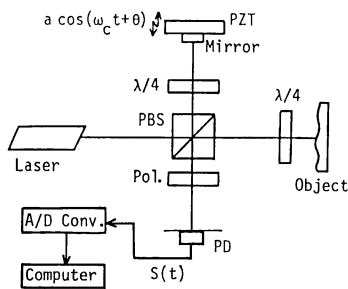 a cos(ω_c t+θ)
PZT
Mirror
λ/4
λ/4
PBS
Laser
Pol.
Object
A/D Conv.
PD
S(t)
Computer